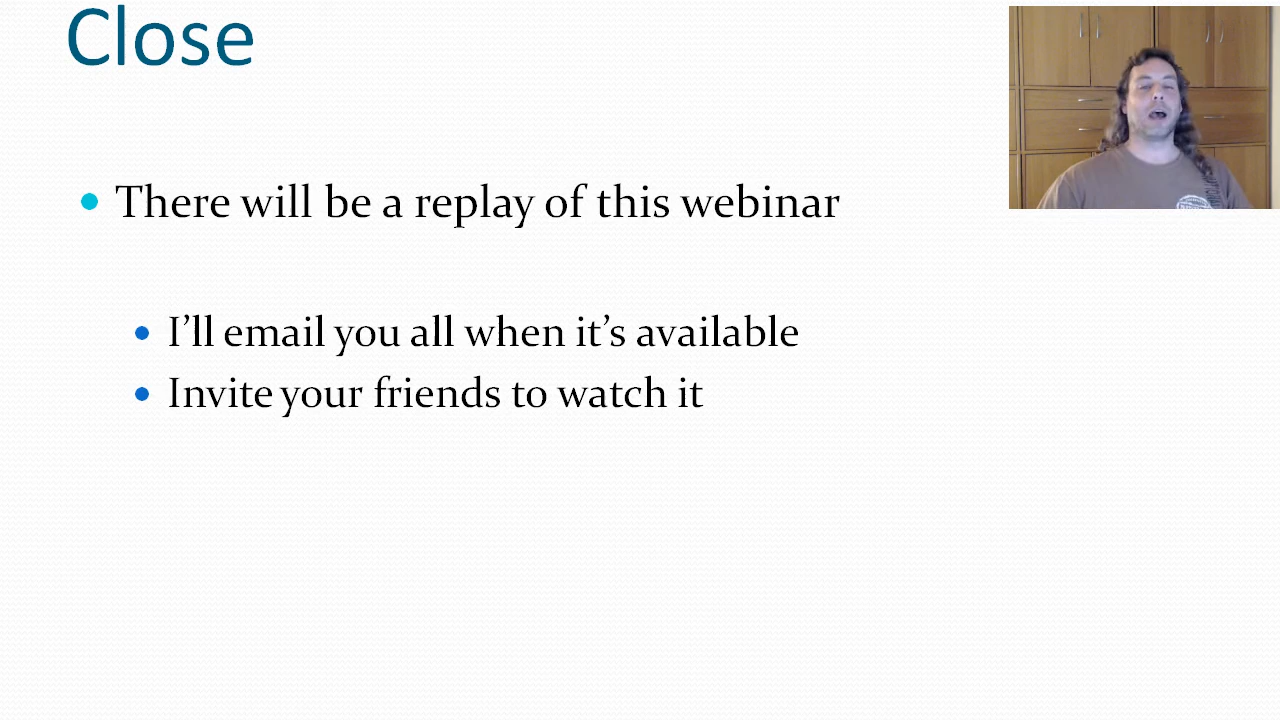 Close
There will be a replay of this webinar
I’ll email you all when it’s available
Invite your friends to watch it